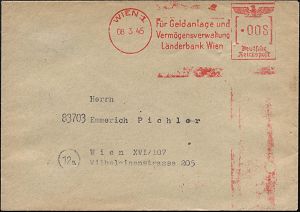 WIEN 1
08.3.45
Für Geldanlage und
Vermögensverwaltung
Länderbank Wien
008
Deutsche
Reichspost
Herrn
83703 Emmerich Pichler
12a
Wien XVI/107
Wilhelminenstrasse 205